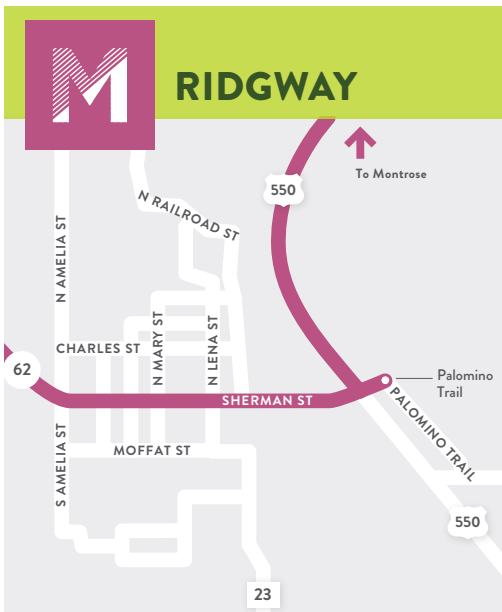 M
RIDGWAY
To Montrose
550
N RAILROAD ST
N AMELIA ST
N MARY ST
N LENA ST
CHARLES ST
62
SHERMAN ST
Palomino
Trail
PALOMINO TRAIL
S AMELIA ST
MOFFAT ST
550
23